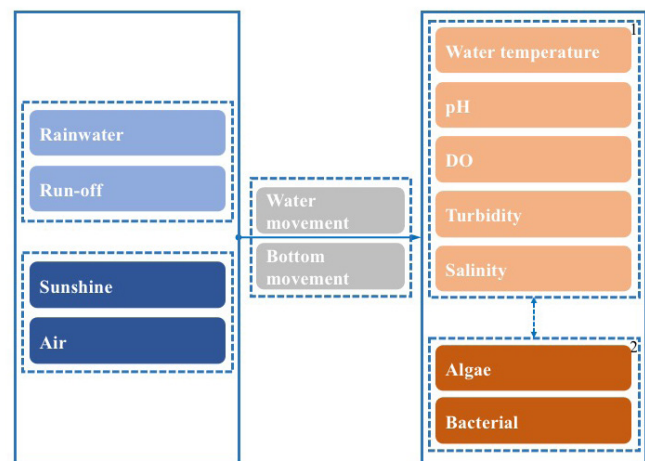 Rainwater
Run-off
Sunshine
Air
Water
movement
Bottom
movement
1
Water temperature
pH
DO
Turbidity
Salinity
2
Algae
Bacterial